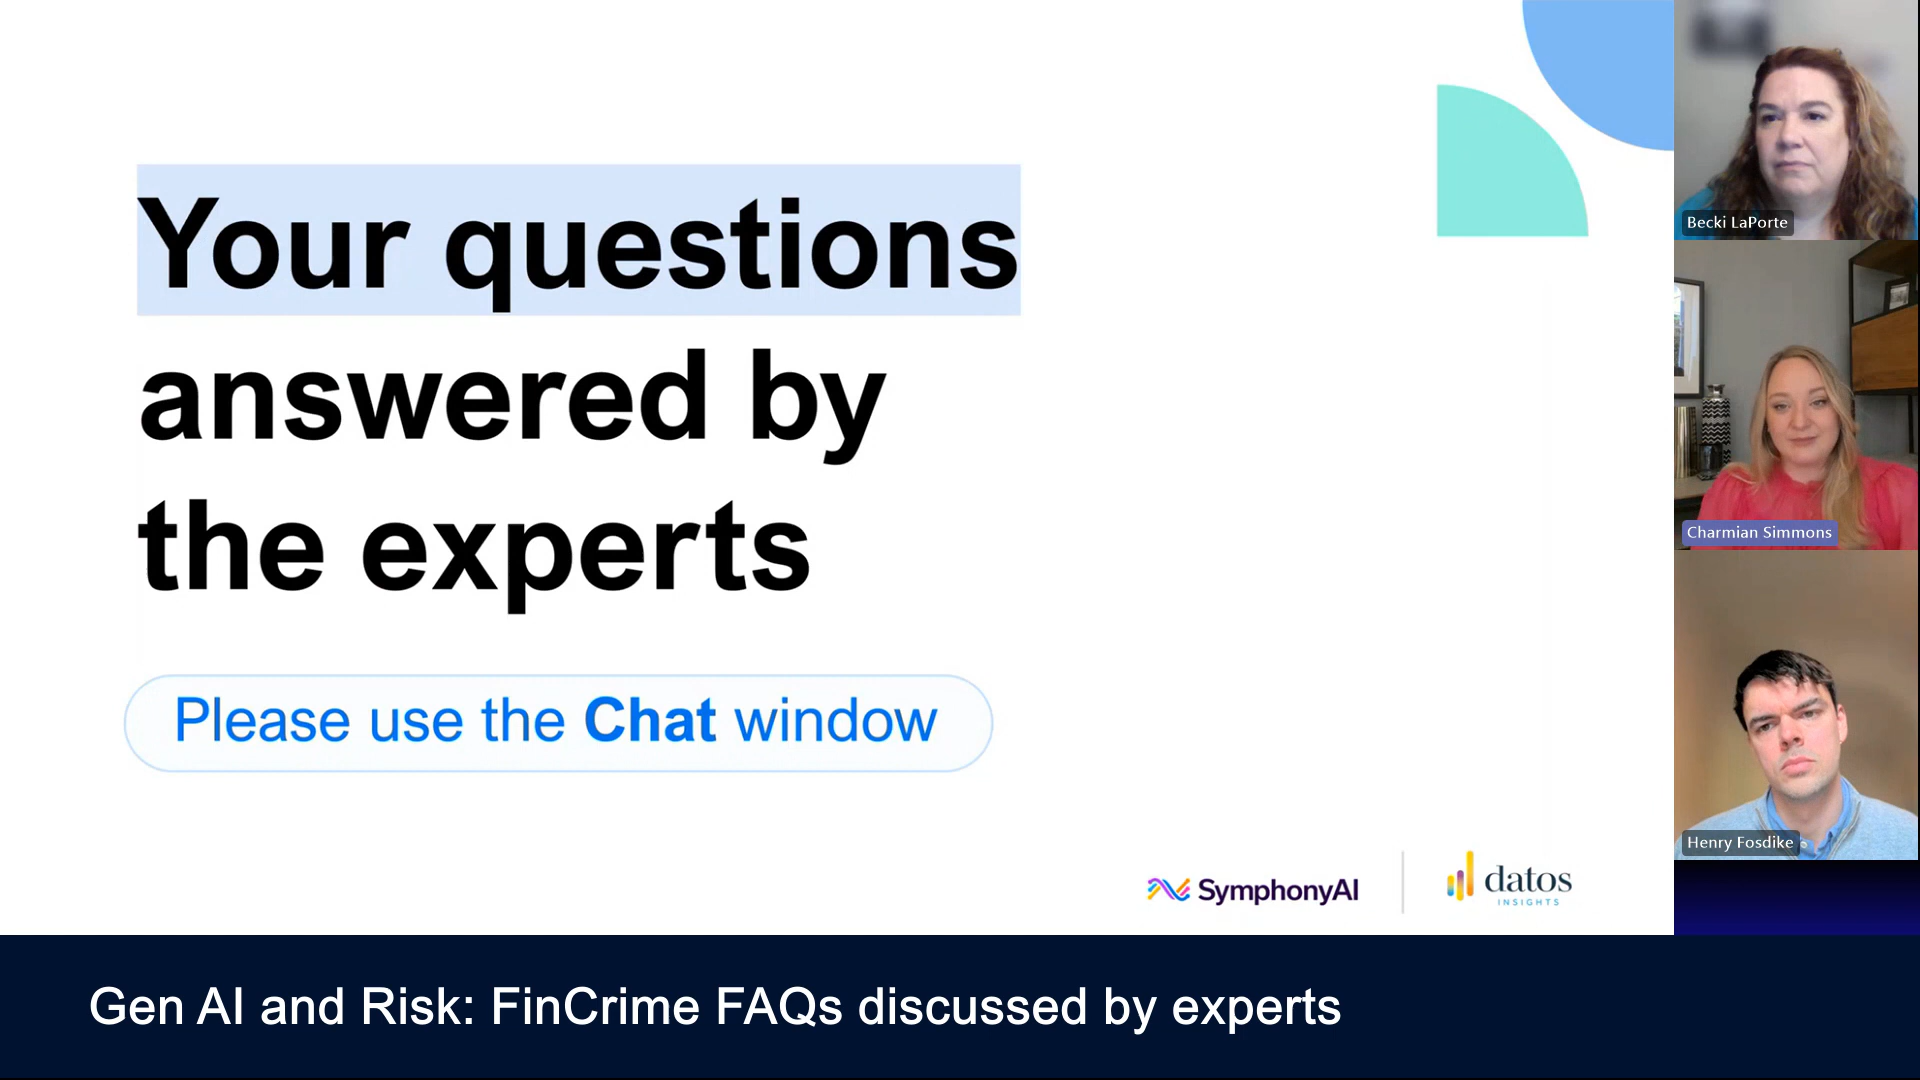 Your questions
answered by
the experts
Please use the Chat window
SymphonyAI
datos
INSIGHTS
Becki LaPorte
Charmian Simmons
Henry Fosdike
Gen AI and Risk: FinCrime FAQs discussed by experts